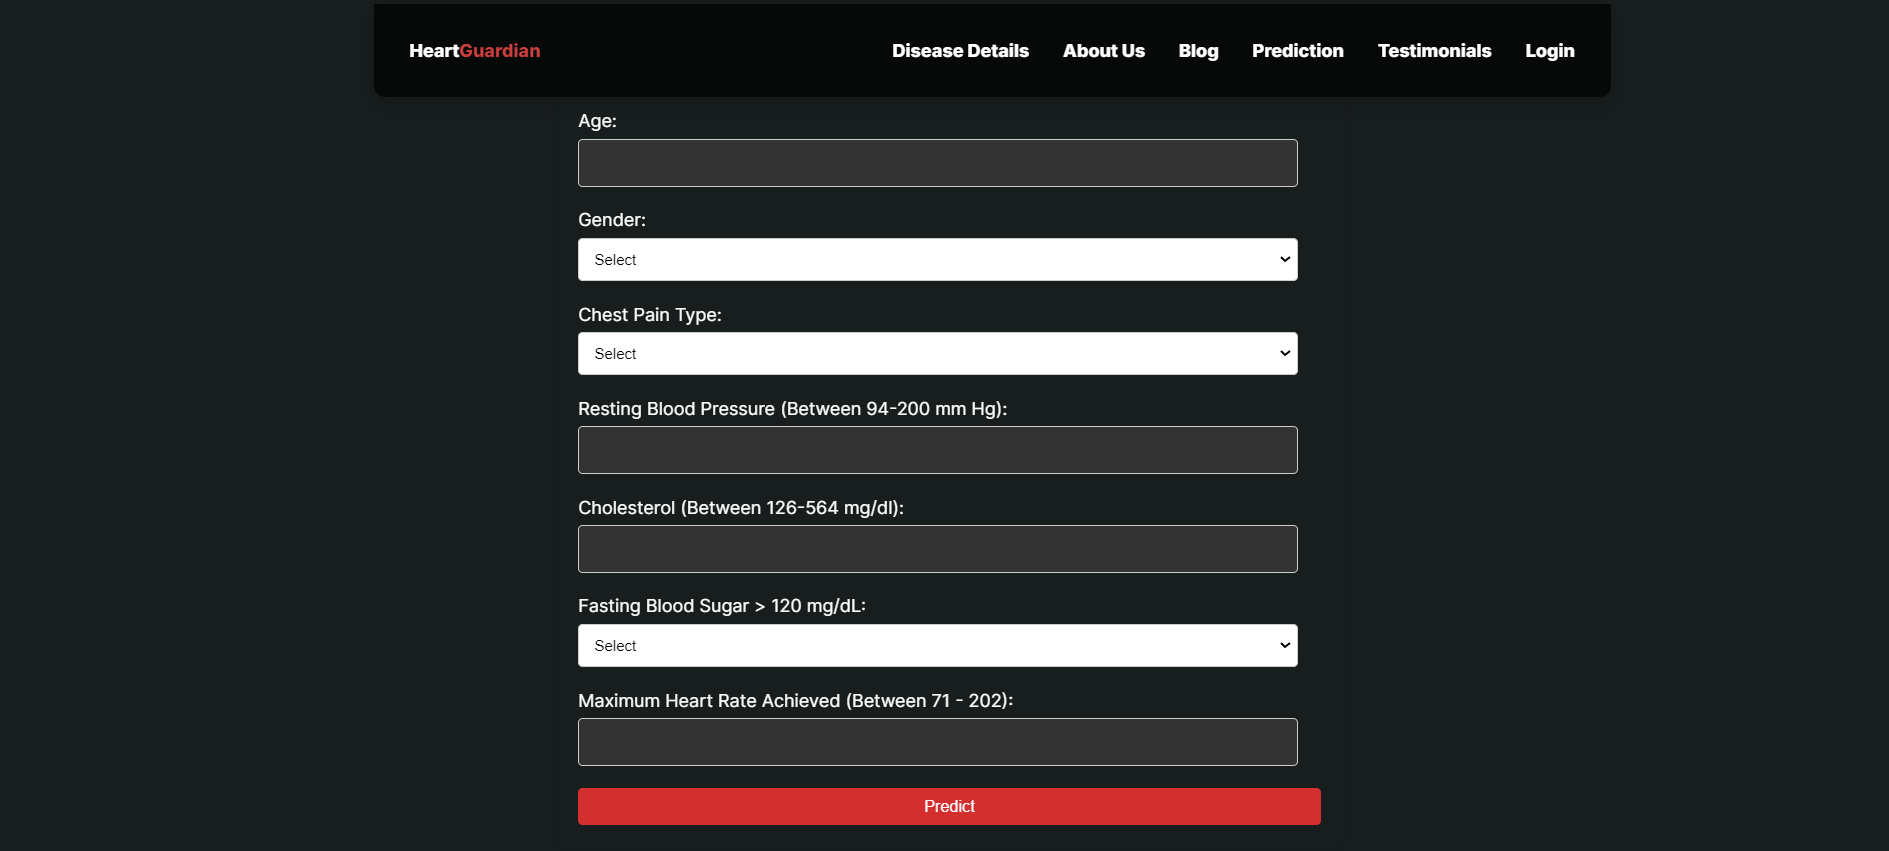 HeartGuardian Disease Details About Us Blog Prediction Testimonials Login
Age:
Gender:
Select
Chest Pain Type:
Select
Resting Blood Pressure (Between 94-200 mm Hg):
Cholesterol (Between 126-564 mg/dl):
Fasting Blood Sugar > 120 mg/dL:
Select
Maximum Heart Rate Achieved (Between 71 - 202):
Predict